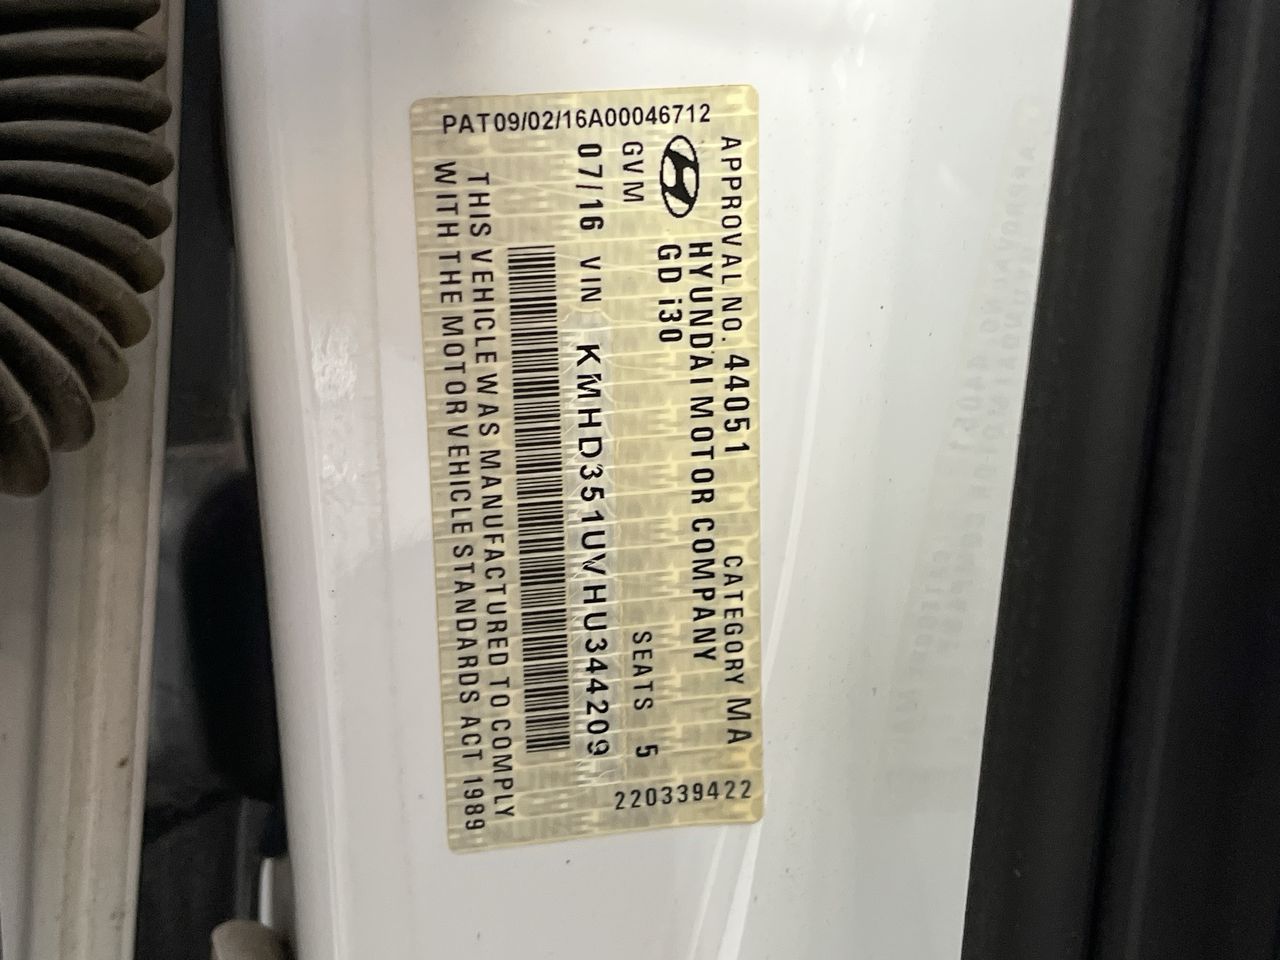 APPROVAL NO. 44051 CATEGORY MA
HYUNDAI MOTOR COMPANY
GD i30
GVM SEATS 5
07/16 VIN KMHD351UVHU344209
THIS VEHICLE WAS MANUFACTURED TO COMPLY
WITH THE MOTOR VEHICLE STANDARDS ACT 1989
PAT09/02/16A00046712
220339422